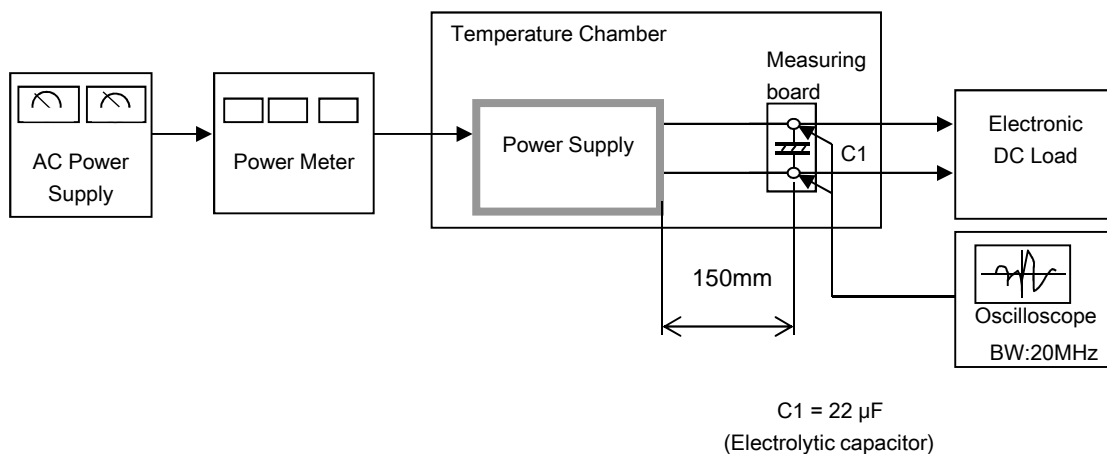 Temperature Chamber
Measuring
board
AC Power
Supply
Power Meter
Power Supply
C1
Electronic
DC Load
150mm
Oscilloscope
BW:20MHz
C1 = 22 µF
(Electrolytic capacitor)